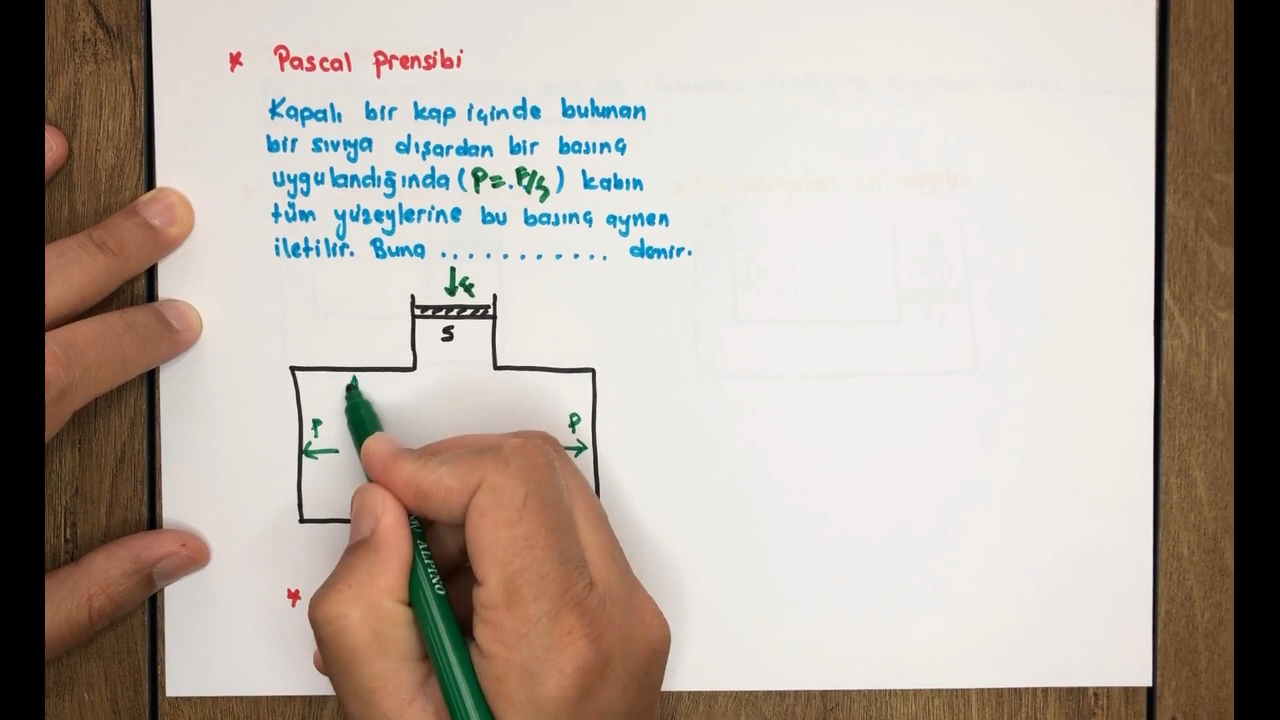 * Pascal prensibi
Kapalı bir kap içinde bulunan
bir sıvıya dışardan bir basınç
uygulandığında (P=.F/S) kabın
tüm yüzeylerine bu basınç aynen
iletilir. Buna ............ denir.
F
S
P P
*
ALPINO